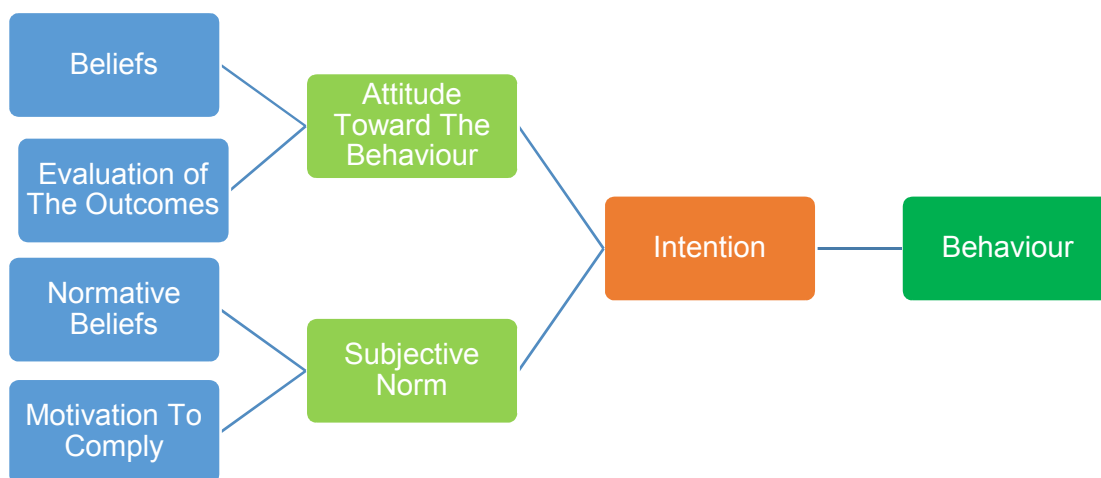 Beliefs
Evaluation of
The Outcomes
Normative
Beliefs
Motivation To
Comply
Attitude
Toward The
Behaviour
Subjective
Norm
Intention
Behaviour